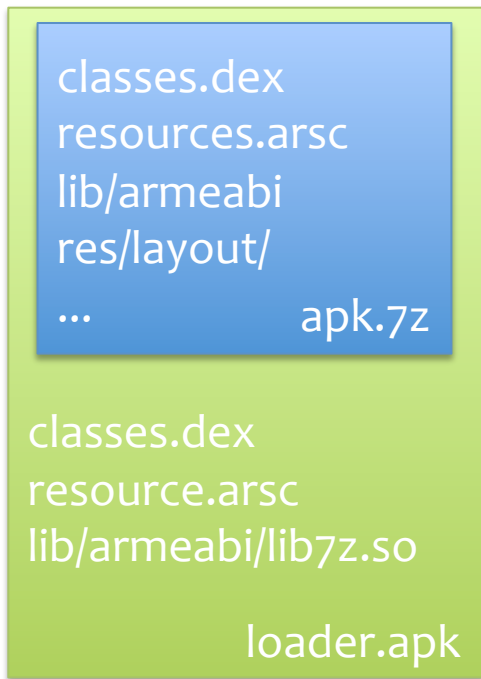 classes.dex
resources.arsc
lib/armeabi
res/layout/
... apk.7z
classes.dex
resource.arsc
lib/armeabi/lib7z.so
loader.apk